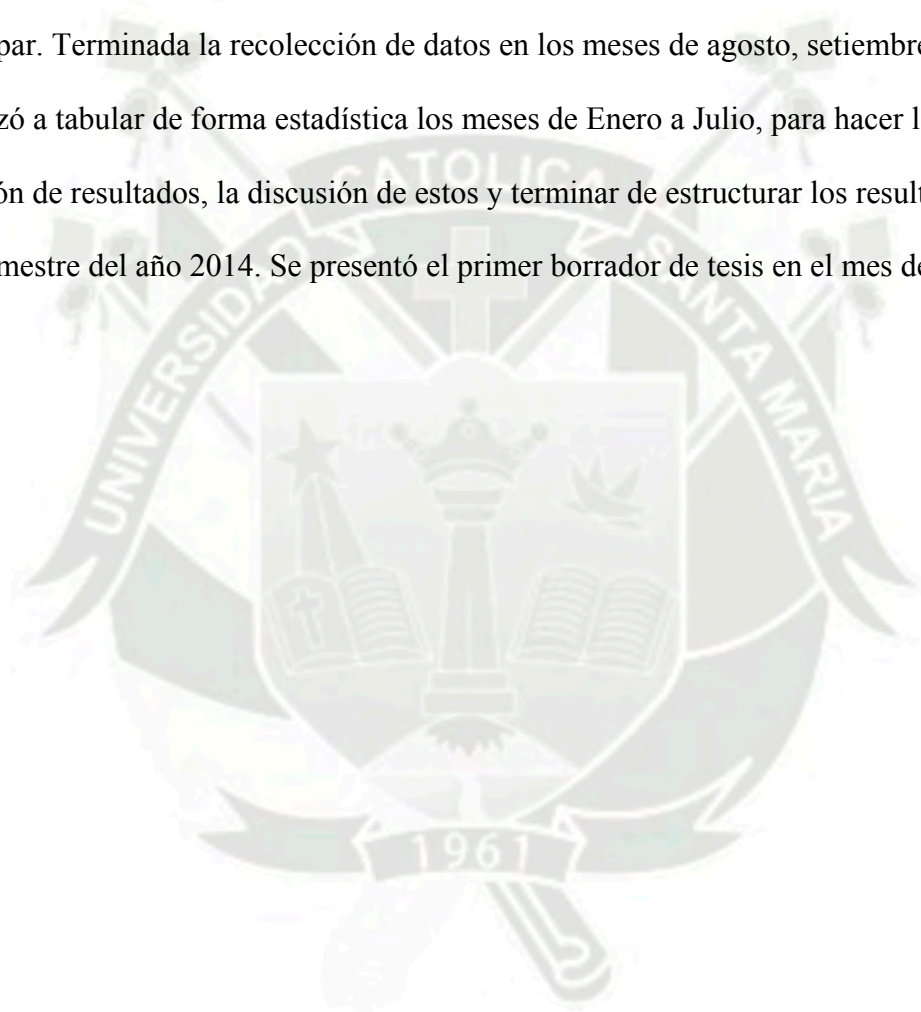 par. Terminada la recolección de datos en los meses de agosto, setiembre
zó a tabular de forma estadística los meses de Enero a Julio, para hacer l
ón de resultados, la discusión de estos y terminar de estructurar los result
mestre del año 2014. Se presentó el primer borrador de tesis en el mes de
UNIVERSIDAD CATOLICA SANTA MARIA
1961